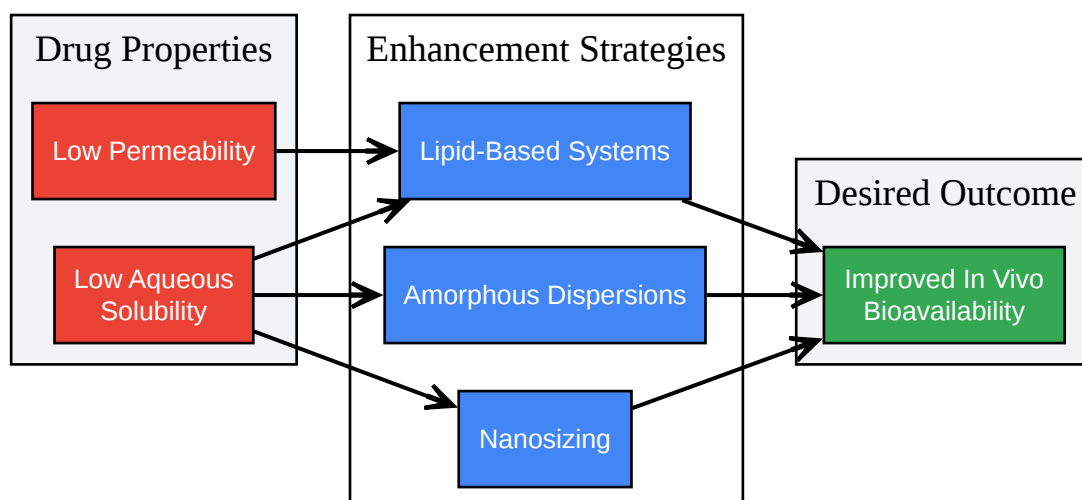 Drug Properties
Low Permeability
Low Aqueous
Solubility
Enhancement Strategies
Lipid-Based Systems
Amorphous Dispersions
Nanosizing
Desired Outcome
Improved In Vivo
Bioavailability